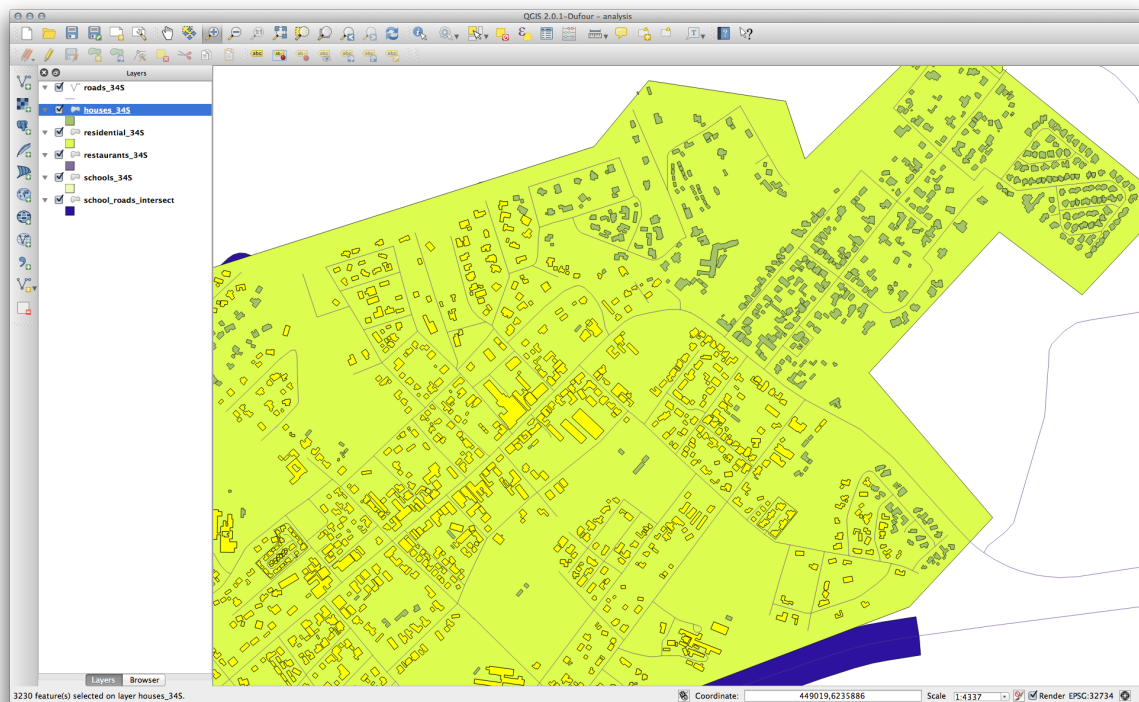 QGIS 2.0.1-Dufour - analysis
Layers
roads_34S
houses_34S
residential_34S
restaurants_34S
schools_34S
school_roads_intersect
Layers Browser
3230 feature(s) selected on layer houses_34S. Coordinate: 449019,6235886 Scale 1:4337 Render EPSG:32734